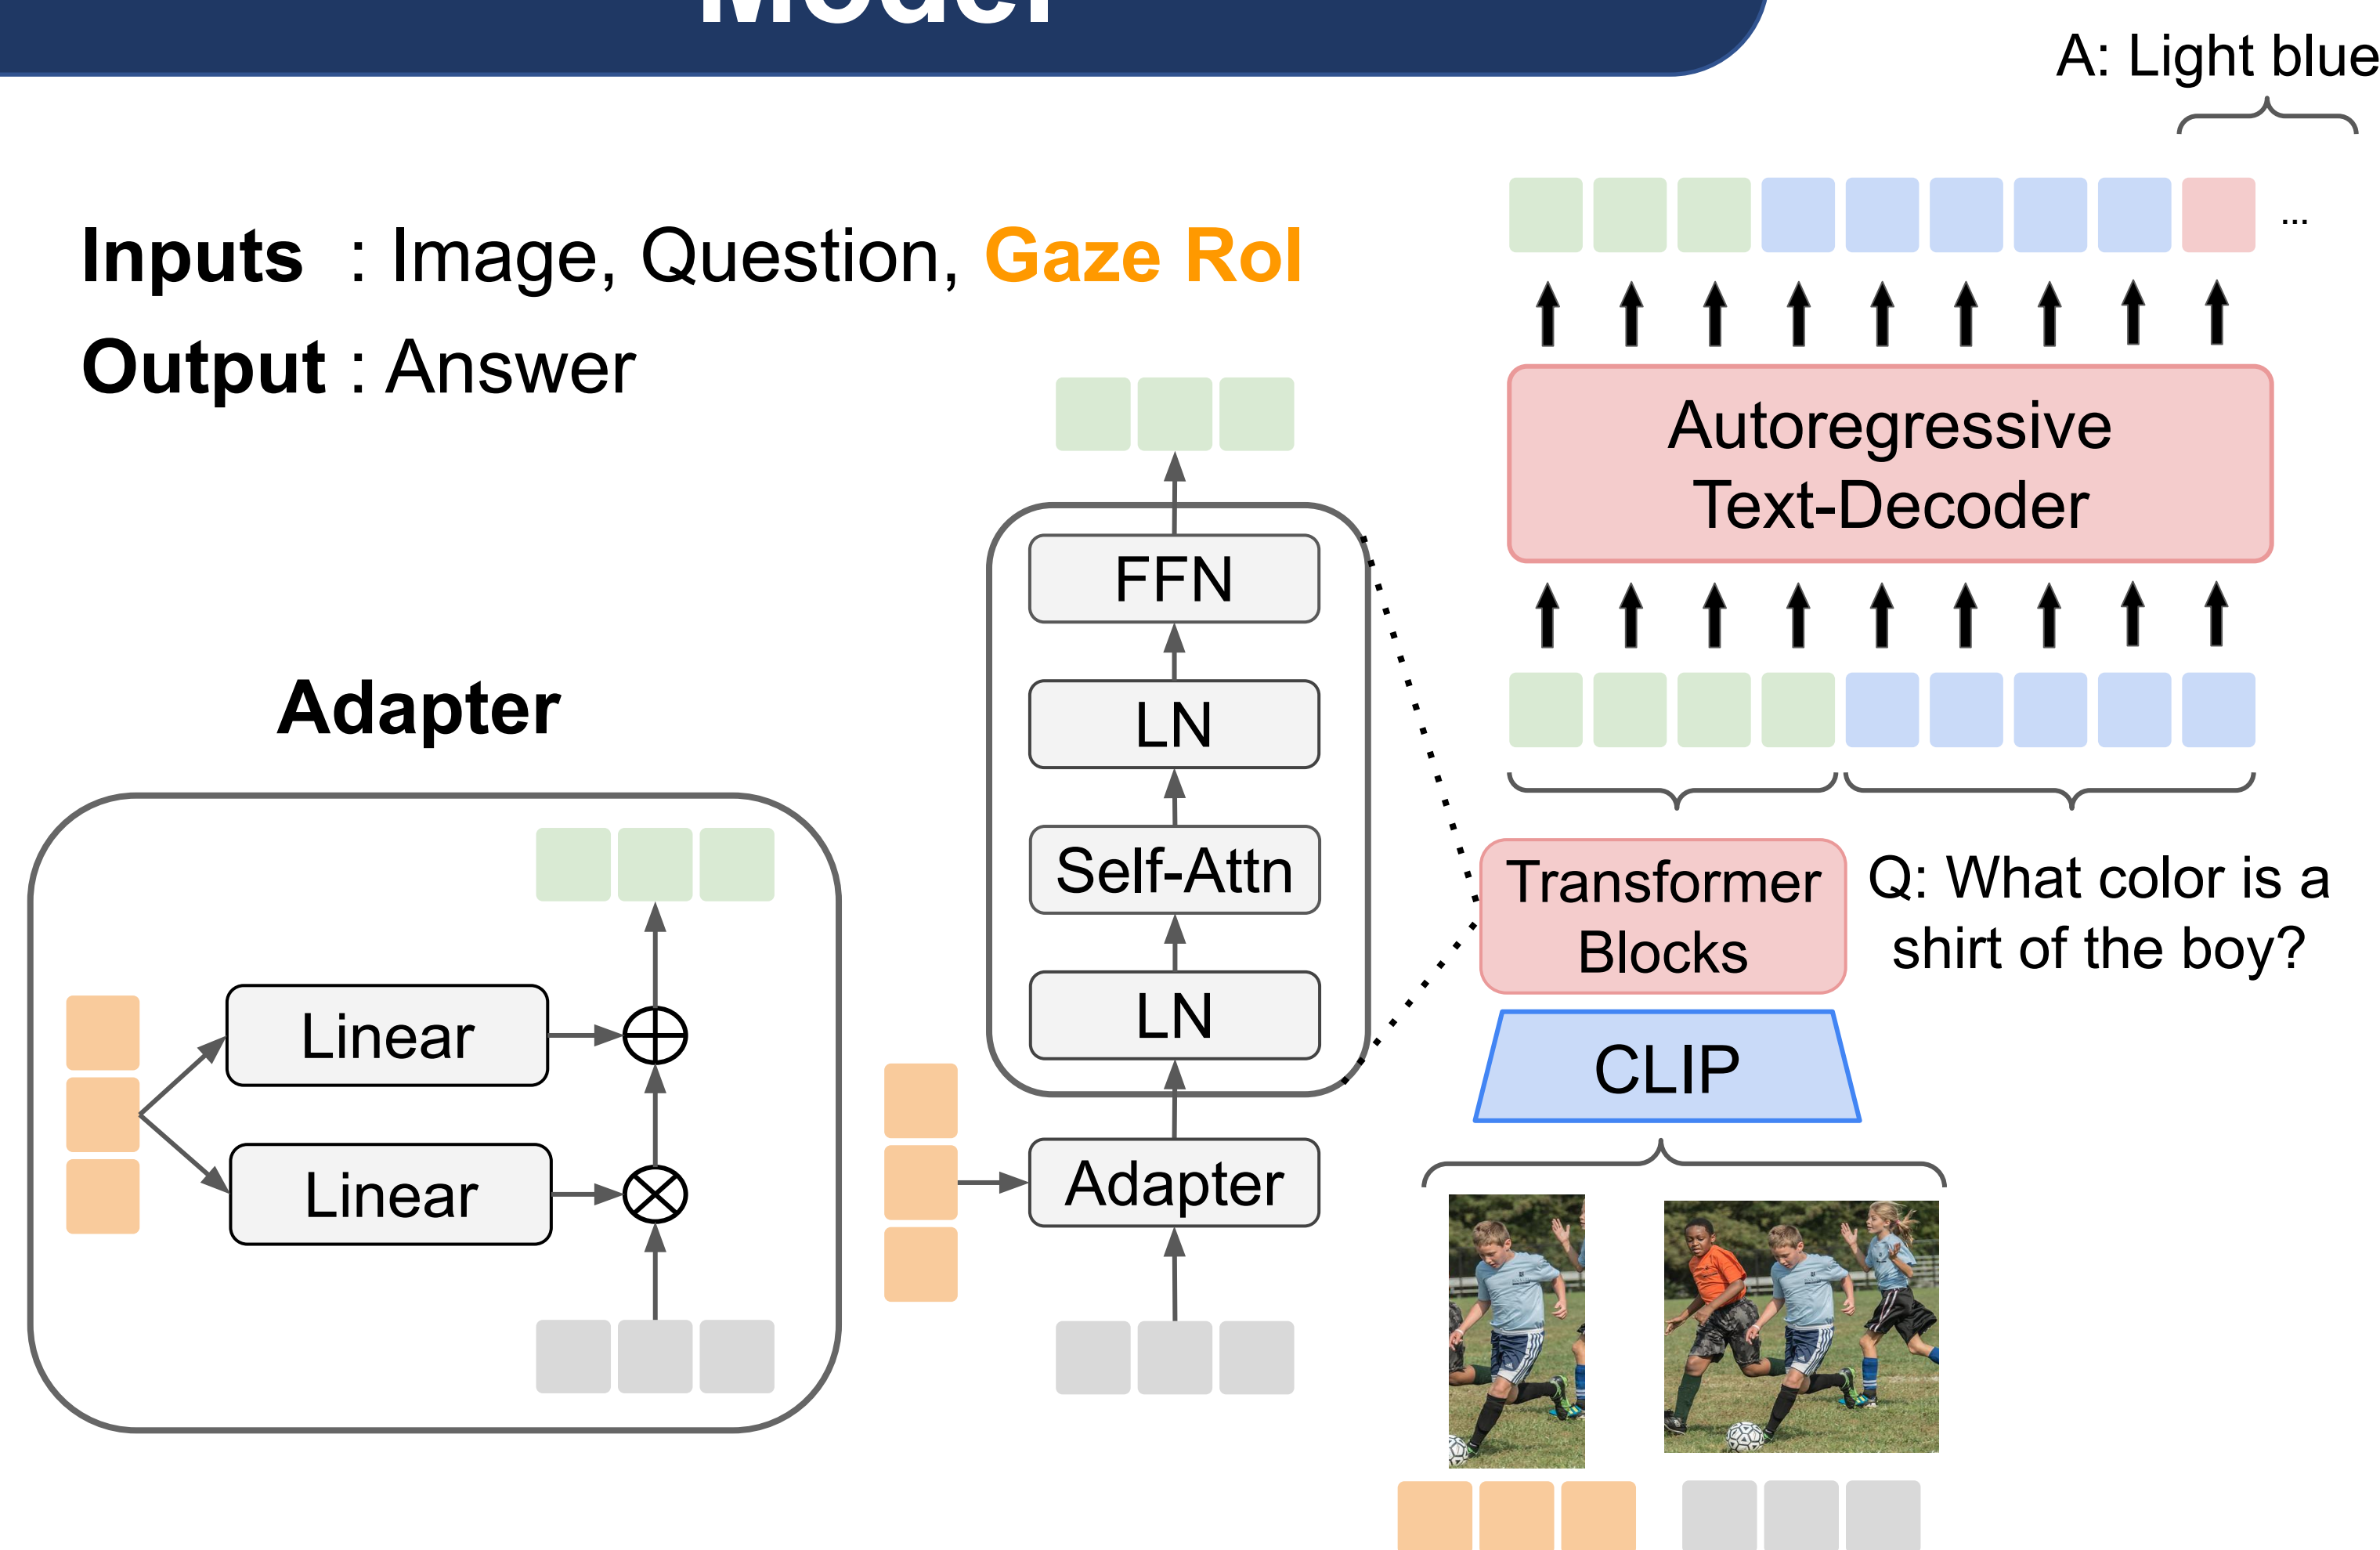 Model
A: Light blue
Inputs : Image, Question, Gaze RoI
Output : Answer
...
Autoregressive
Text-Decoder
FFN
LN
Self-Attn
LN
Adapter
Adapter
Linear
Linear
Transformer
Blocks
Q: What color is a
shirt of the boy?
CLIP